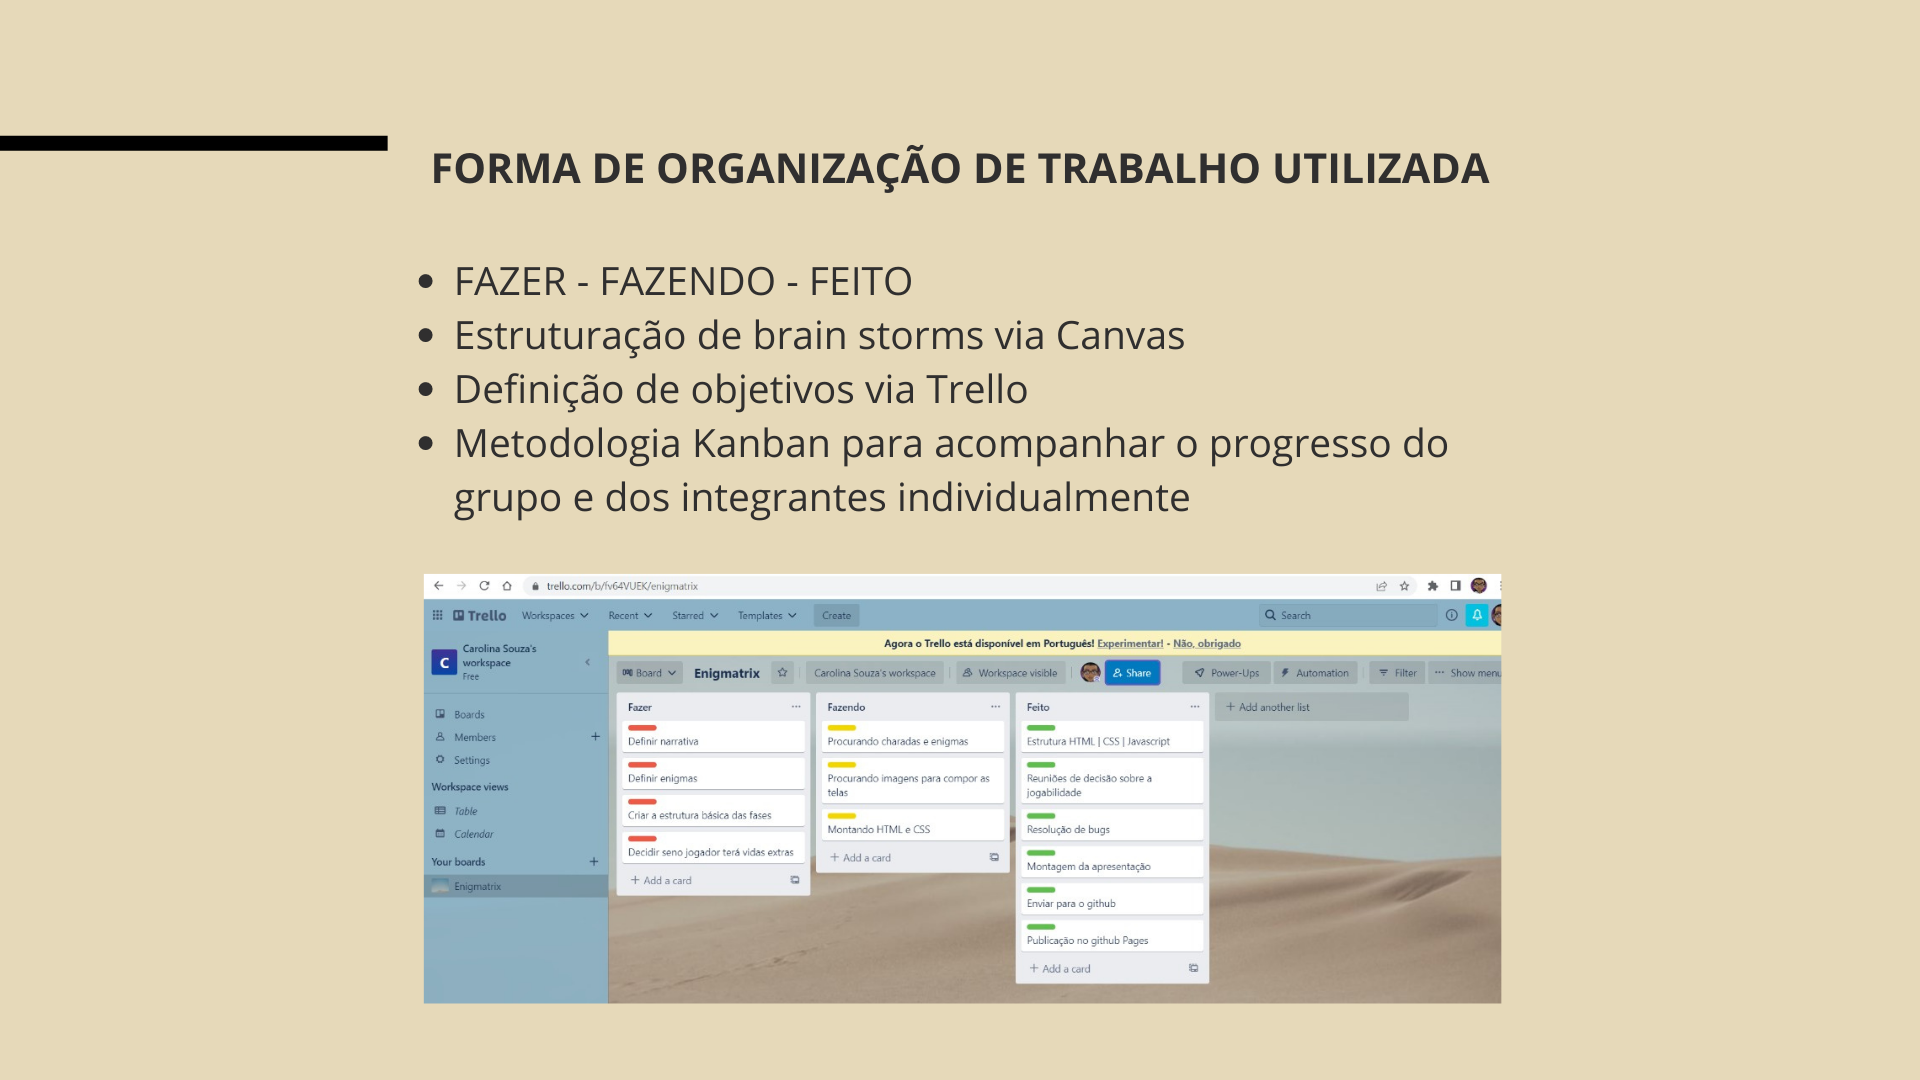 FORMA DE ORGANIZAÇÃO DE TRABALHO UTILIZADA
FAZER - FAZENDO - FEITO
Estruturação de brain storms via Canvas
Definição de objetivos via Trello
Metodologia Kanban para acompanhar o progresso do
grupo e dos integrantes individualmente
trello.com/b/fv64VUEK/enigmatrix
Trello Workspaces Recent Starred Templates Create Search
Agora o Trello está disponível em Português! Experimentar! - Não, obrigado
C
Carolina Souza's
workspace
Free
Board Enigmatrix Carolina Souza's workspace Workspace visible Share Power-Ups Automation Filter Show menu
Boards
Members
Settings
Workspace views
Table
Calendar
Your boards
Enigmatrix
Fazer
Definir narrativa
Definir enigmas
Criar a estrutura básica das fases
Decidir seno jogador terá vidas extras
+ Add a card
Fazendo
Procurando charadas e enigmas
Procurando imagens para compor as
telas
Montando HTML e CSS
+ Add a card
Feito
Estrutura HTML | CSS | Javascript
Reuniões de decisão sobre a
jogabilidade
Resolução de bugs
Montagem da apresentação
Enviar para o github
Publicação no github Pages
+ Add a card
+ Add another list